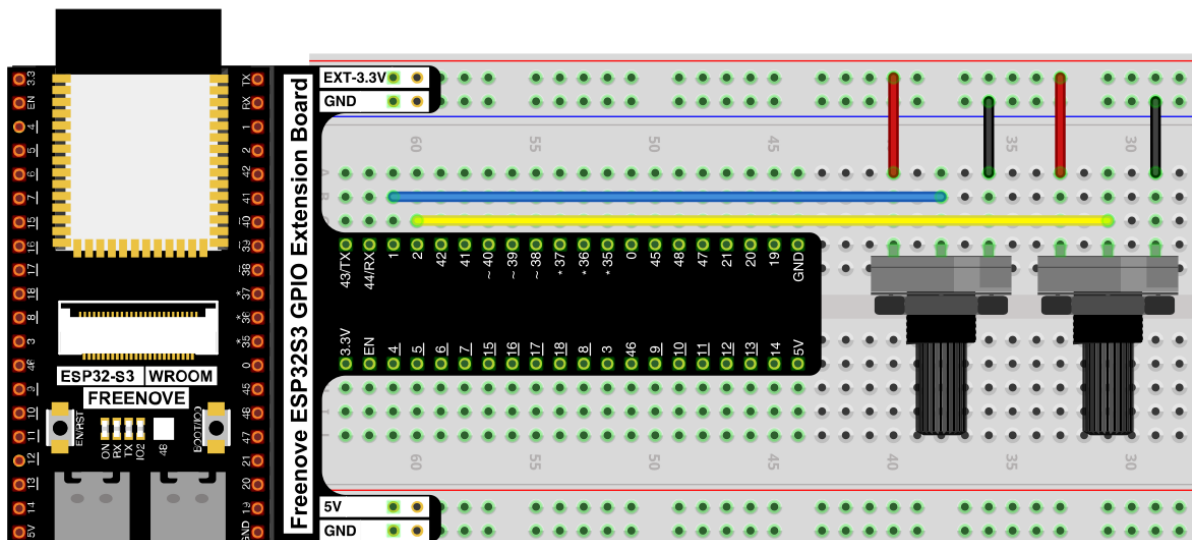 3.3
EN
4
5
6
7
15
16
17
18
8
3
46
9
10
11
12
13
14
5V
TX
RX
1
2
42
41
40
39
38
*37
*36
*35
0
45
48
47
21
20
19
GND
ESP32-S3 WROOM
FREENOVE
EN/RST
ON
RX
TX
IO2
48
BOOT/IO0
Freenove ESP32S3 GPIO Extension Board
EXT-3.3V
GND
60 55 50 45 40 35 30
A
B
43/TX 44/RX 1 2 42 41 ~40 ~39 ~38 *37 *36 *35 0 45 48 47 21 20 19 GND
3.3V EN 4 5 6 7 15 16 17 18 8 3 46 9 10 11 12 13 14 5V
60 55 50 45 40 35 30
5V
GND